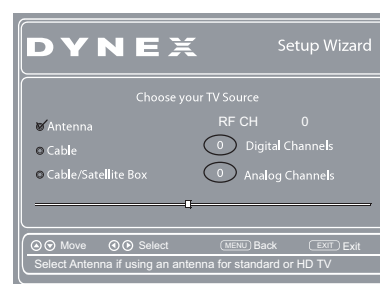 DYNEX Setup Wizard
Choose your TV Source
Antenna RF CH 0
Cable 0 Digital Channels
Cable/Satellite Box 0 Analog Channels
Move Select MENU Back EXIT Exit
Select Antenna if using an antenna for standard or HD TV